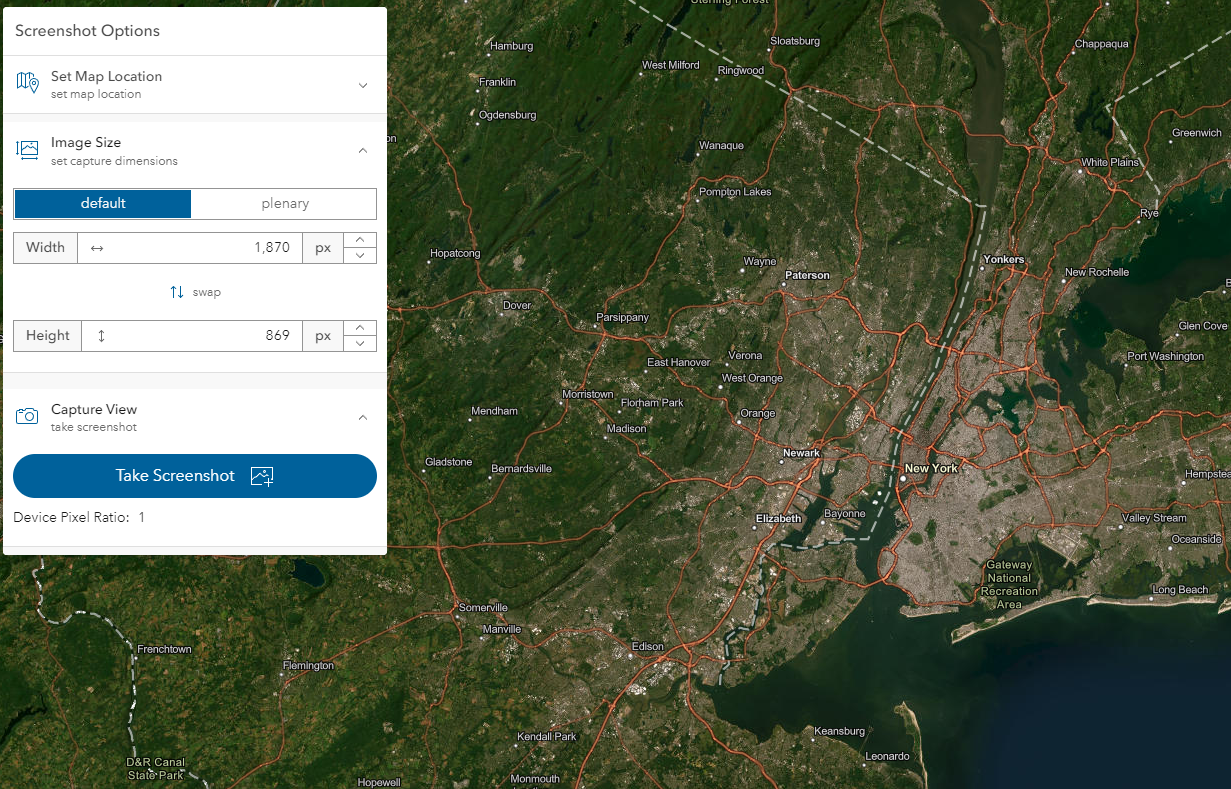 Screenshot Options
Set Map Location
set map location
Image Size
set capture dimensions
default
plenary
Width
1,870
px
swap
Height
869
px
Capture View
take screenshot
Take Screenshot
Device Pixel Ratio: 1
Sterling Forest
Sloatsburg
Chappaqua
Hamburg
West Milford
Ringwood
Franklin
Ogdensburg
Greenwich
Wanaque
White Plains
Pompton Lakes
Rye
Hopatcong
Wayne
Yonkers
Paterson
New Rochelle
Dover
Parsippany
Glen Cove
Verona
East Hanover
Port Washington
West Orange
Morristown
Florham Park
Mendham
Orange
Madison
Newark
Gladstone
Bernardsville
New York
Hempstea
Elizabeth
Bayonne
Valley Stream
Oceanside
Gateway
National
Recreation
Area
Long Beach
Somerville
Manville
Edison
Frenchtown
Flemington
Keansburg
Kendall Park
Leonardo
D&R Canal
State Park
Hopewell
Monmouth